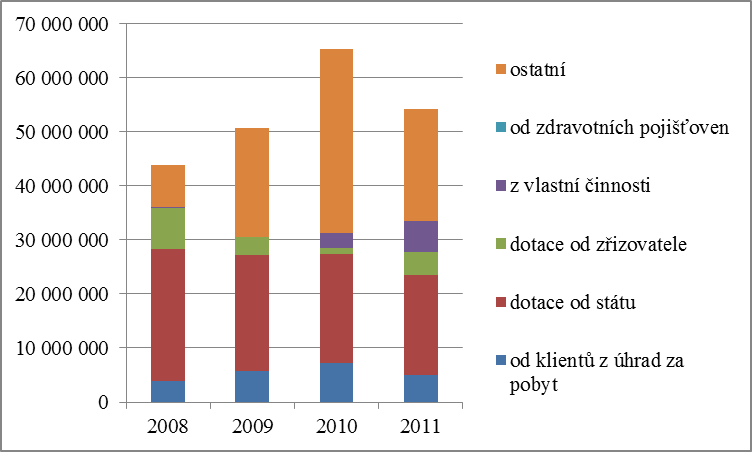 70 000 000
60 000 000
50 000 000
40 000 000
30 000 000
20 000 000
10 000 000
0
2008 2009 2010 2011
ostatní
od zdravotních pojišťoven
z vlastní činnosti
dotace od zřizovatele
dotace od státu
od klientů z úhrad za
pobyt